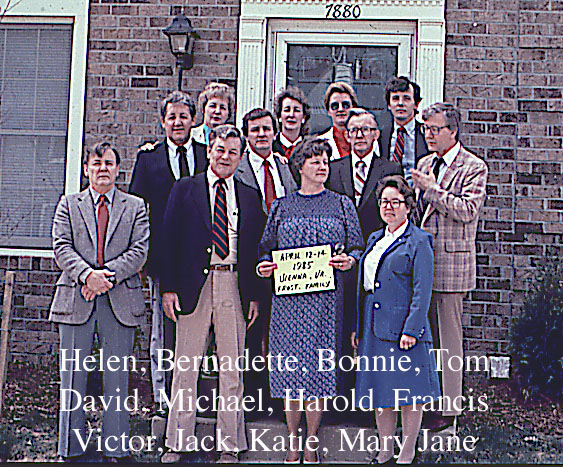 7880
APRIL 12-14
1985
VIENNA, VA.
FROST FAMILY
Helen, Bernadette, Bonnie, Tom
David, Michael, Harold, Francis
Victor, Jack, Katie, Mary Jane